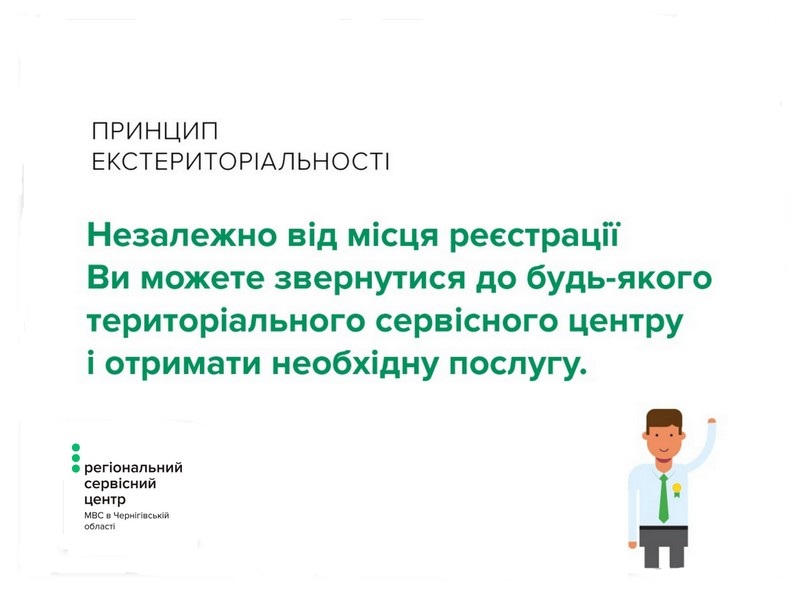 ПРИНЦИП
ЕКСТЕРИТОРІАЛЬНОСТІ
Незалежно від місця реєстрації
Ви можете звернутися до будь-якого
територіального сервісного центру
і отримати необхідну послугу.
регіональний
сервісний
центр
МВС в Чернігівській
області